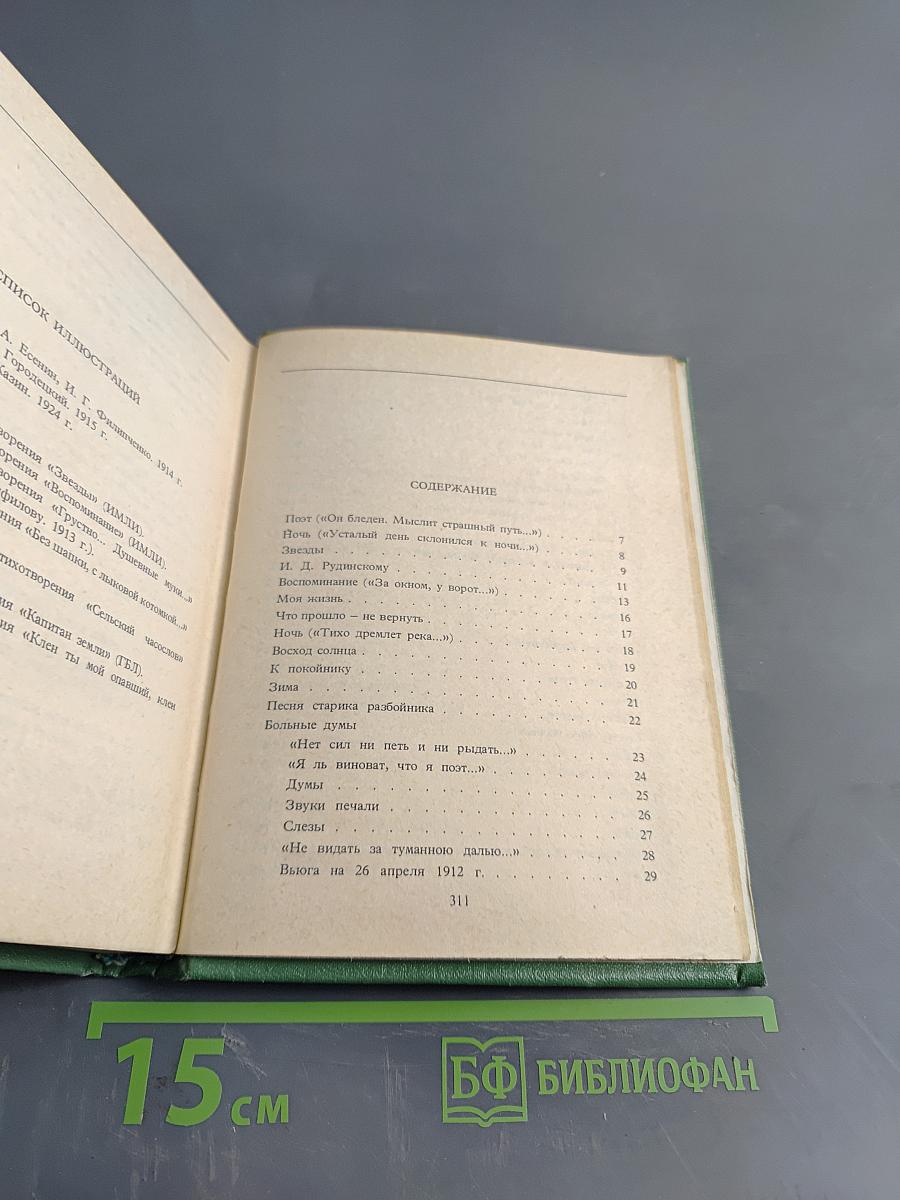 СПИСОК ИЛЛЮСТРАЦИЙ
А. Есенин, И. Г. Филипченко. 1914 г.
Городецкий. 1915 г.
Казин. 1924 г.
«Звезды» (ИМЛИ).
«Воспоминание» (ИМЛИ).
«Грустно... Душевные муки...»
1913 г.).
«Без шапки, с лыковой котомкой...»
стихотворения «Сельский часослов»
«Капитан земли» (ГБЛ).
«Клен ты мой опавший, клен
СОДЕРЖАНИЕ
Поэт («Он бледен. Мыслит страшный путь...») . . . . 7
Ночь («Усталый день склонился к ночи...») . . . . 8
Звезды . . . . 9
И. Д. Рудинскому . . . . 11
Воспоминание («За окном, у ворот...») . . . . 13
Моя жизнь . . . . 16
Что прошло – не вернуть . . . . 17
Ночь («Тихо дремлет река...») . . . . 18
Восход солнца . . . . 19
К покойнику . . . . 20
Зима . . . . 21
Песня старика разбойника . . . . 22
Больные думы
«Нет сил ни петь и ни рыдать...» . . . . 23
«Я ль виноват, что я поэт...» . . . . 24
Думы . . . . 25
Звуки печали . . . . 26
Слезы . . . . 27
«Не видать за туманною далью...» . . . . 28
Вьюга на 26 апреля 1912 г. . . . . 29
311
15 см
БФ БИБЛИОФАН